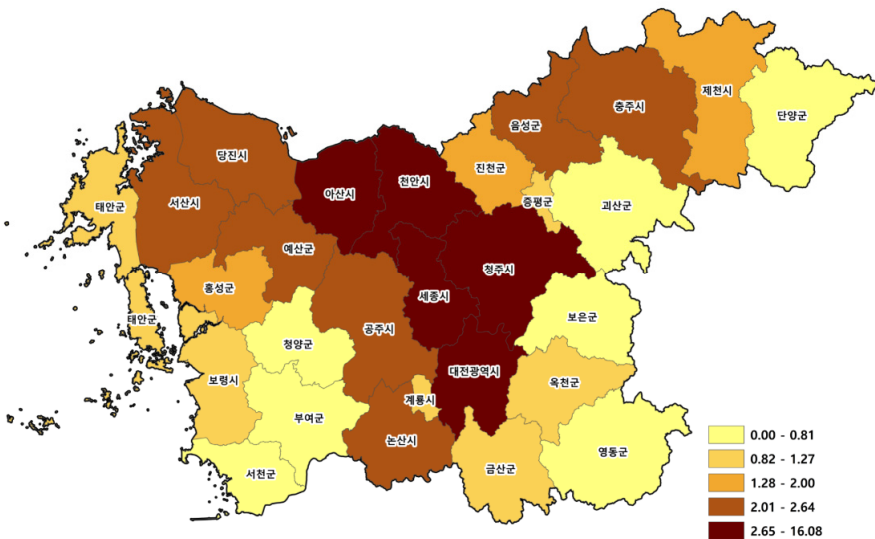 제천시
단양군
충주시
음성군
당진시
진천군
천안시
아산시
증평군
서산시
태안군
괴산군
예산군
청주시
홍성군
세종시
태안군
보은군
공주시
청양군
대전광역시
보령시
옥천군
계룡시
부여군
논산시
영동군
금산군
서천군
0.00 - 0.81
0.82 - 1.27
1.28 - 2.00
2.01 - 2.64
2.65 - 16.08